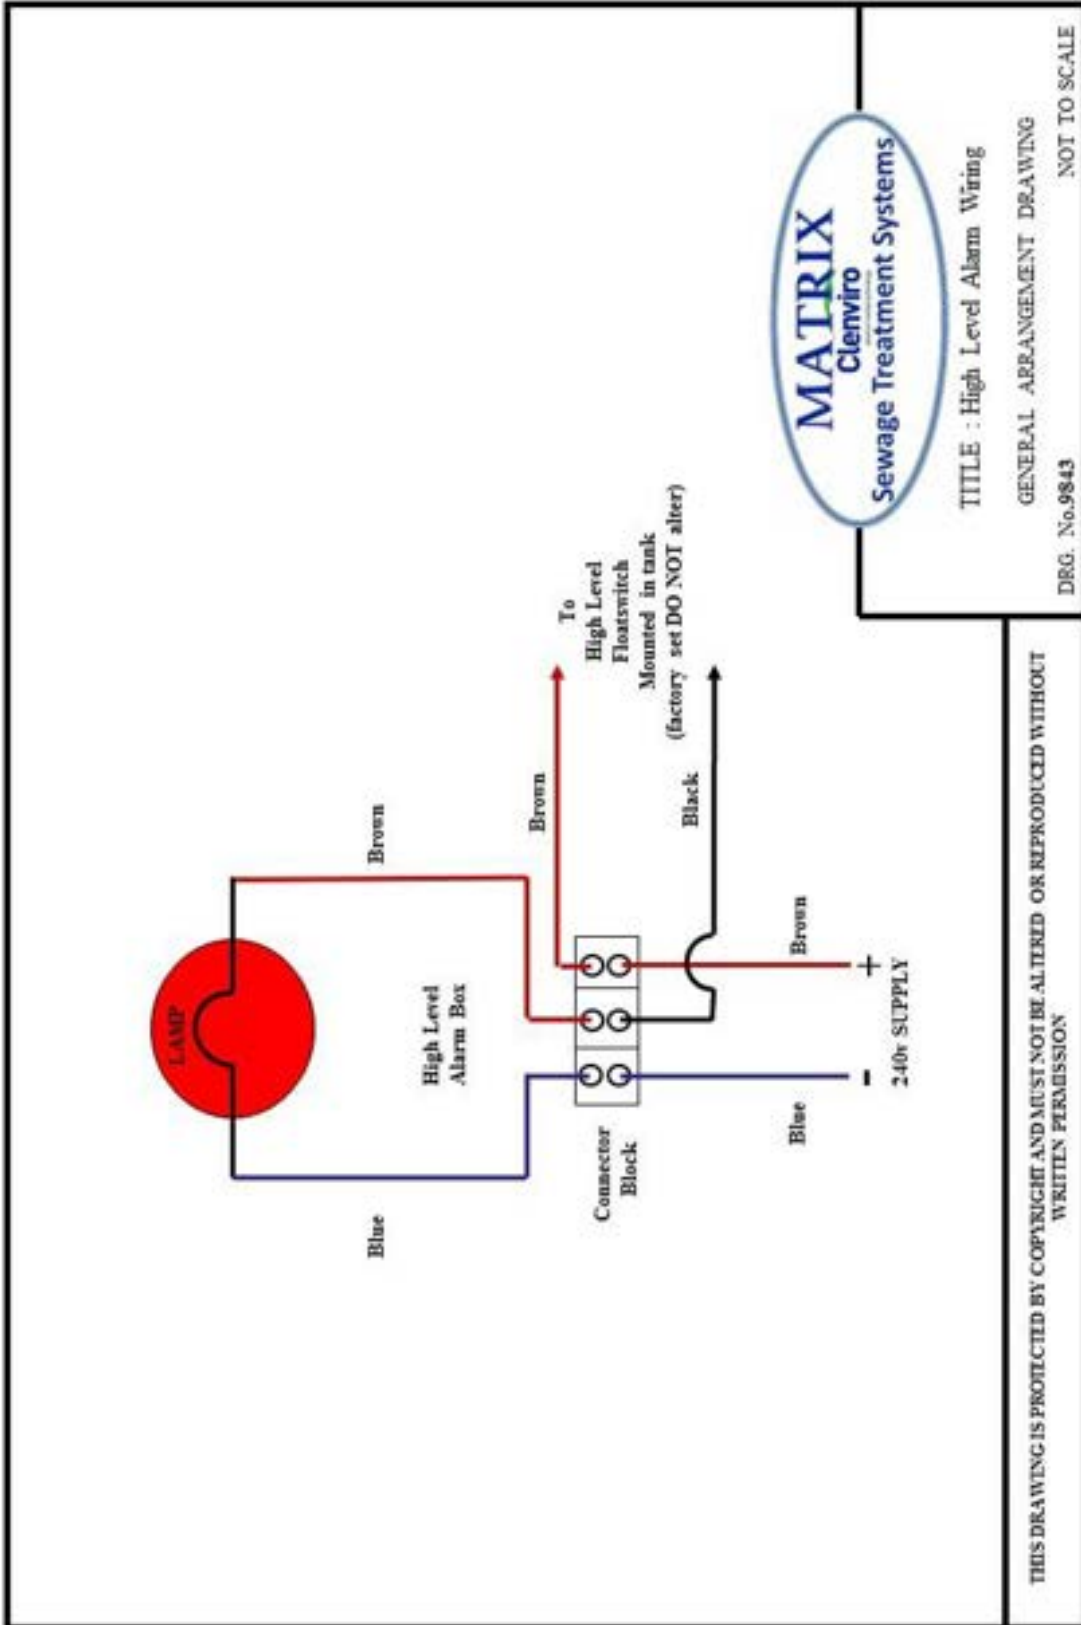 LAMP
Blue
Brown
High Level
Alarm Box
Connector
Block
Brown
To
High Level
Floatswitch
Mounted in tank
(factory set DO NOT alter)
Black
Blue
Brown
- +
240v SUPPLY
MATRIX
Clenviro
Sewage Treatment Systems
TITLE : High Level Alarm Wiring
GENERAL ARRANGEMENT DRAWING
DRG. No.9843 NOT TO SCALE
THIS DRAWING IS PROTECTED BY COPYRIGHT AND MUST NOT BE ALTERED OR REPRODUCED WITHOUT
WRITTEN PERMISSION